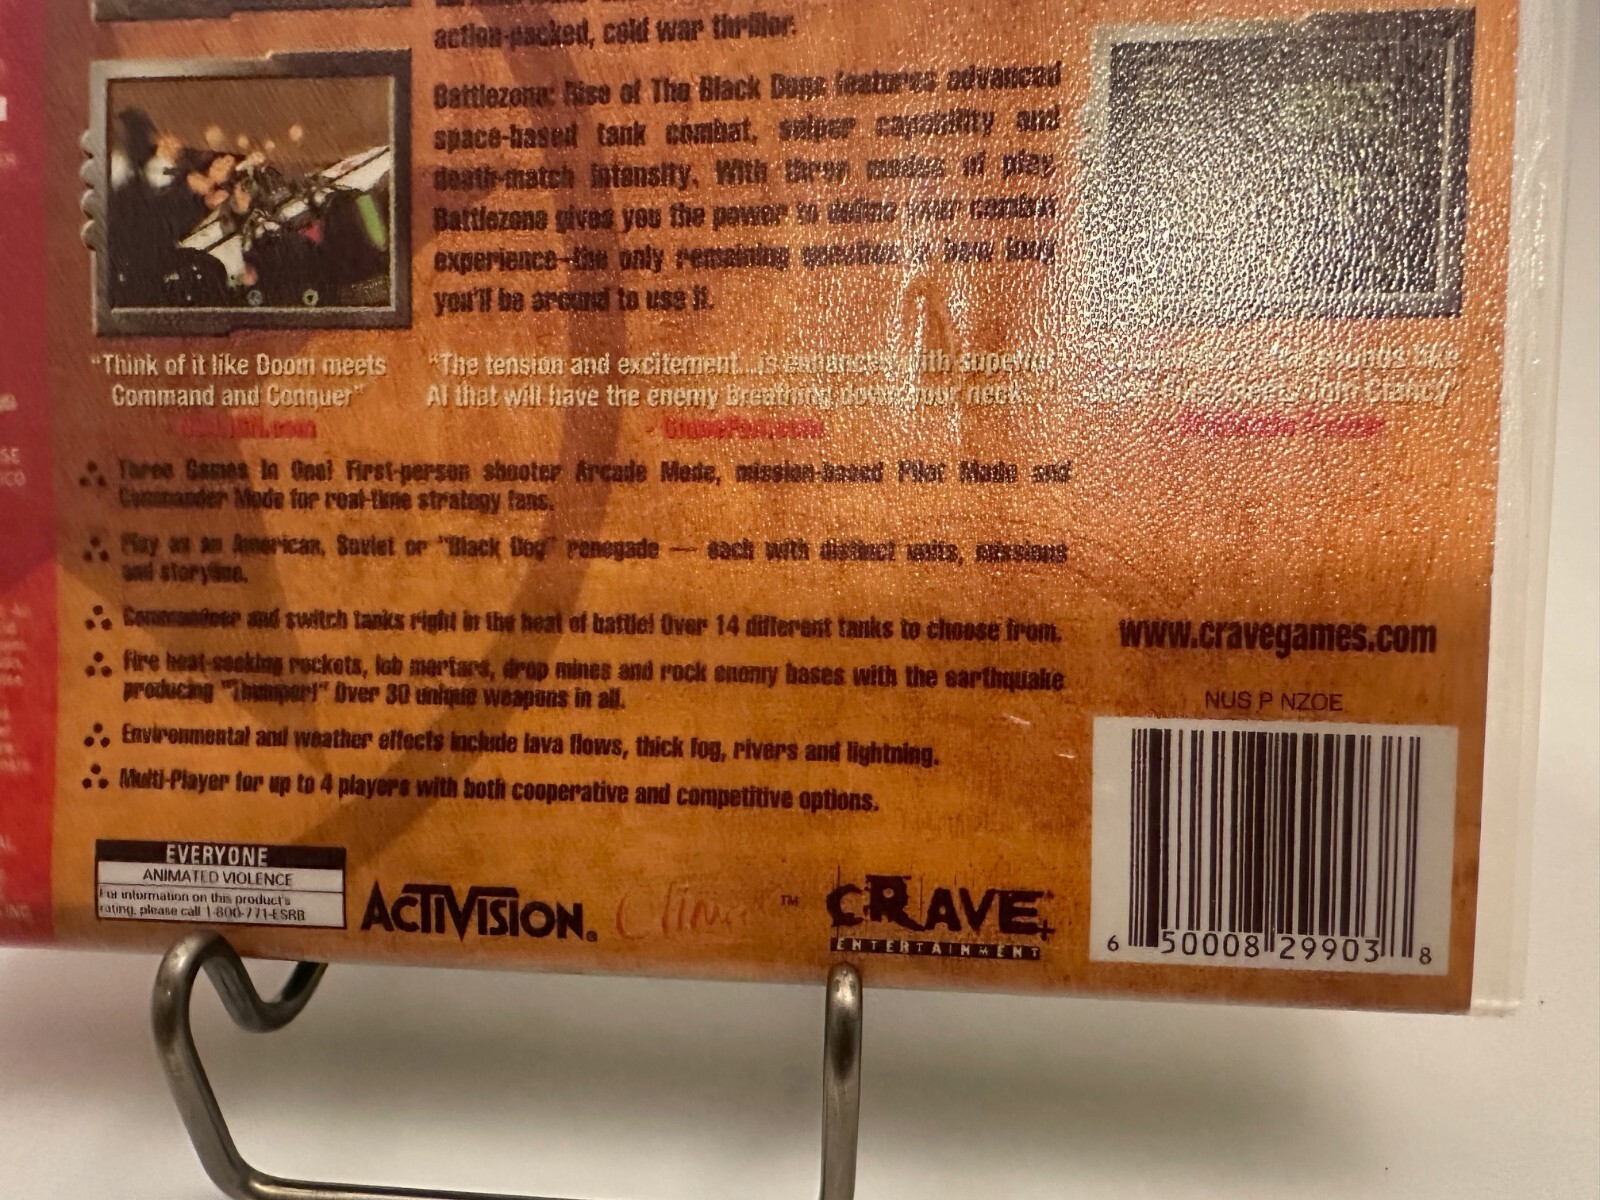 action-packed, cold war thriller.
Battlezone: Rise of The Black Dogs features advanced
space-based tank combat, sniper capability and
death-match intensity. With three modes of play
Battlezone gives you the power to define your combat
experience—the only remaining question is how long
you'll be around to use it.
"Think of it like Doom meets
Command and Conquer"
"The tension and excitement...is enhanced with superior
AI that will have the enemy breathing down your neck."
sounds like
Tom Clancy"
Three Games In One! First-person shooter Arcade Mode, mission-based Pilot Mode and
Commander Mode for real-time strategy fans.
Play as an American, Soviet or "Black Dog" renegade — each with distinct units, missions
and storyline.
Commandeer and switch tanks right in the heat of battle! Over 14 different tanks to choose from.
Fire heat-seeking rockets, lob mortars, drop mines and rock enemy bases with the earthquake
producing "Thumper!" Over 30 unique weapons in all.
Environmental and weather effects include lava flows, thick fog, rivers and lightning.
Multi-Player for up to 4 players with both cooperative and competitive options.
www.cravegames.com
NUS P NZOE
EVERYONE
ANIMATED VIOLENCE
For information on this product's
rating, please call 1-800-771-ESRB
ACTIVISION®
™
CRAVE
ENTERTAINMENT
6 50008 29903 8